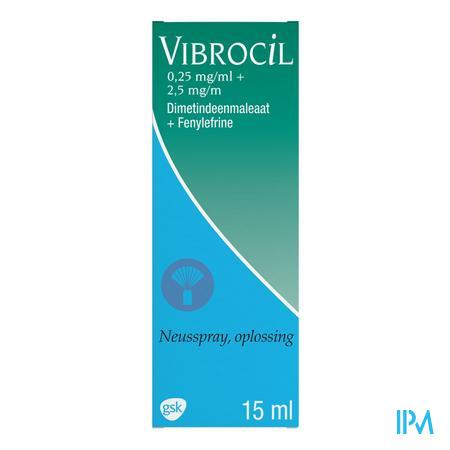 VIBROCiL
0,25 mg/ml +
2,5 mg/m
Dimetindeenmaleaat
+ Fenylefrine
Neusspray, oplossing
gsk
15 ml
IPM